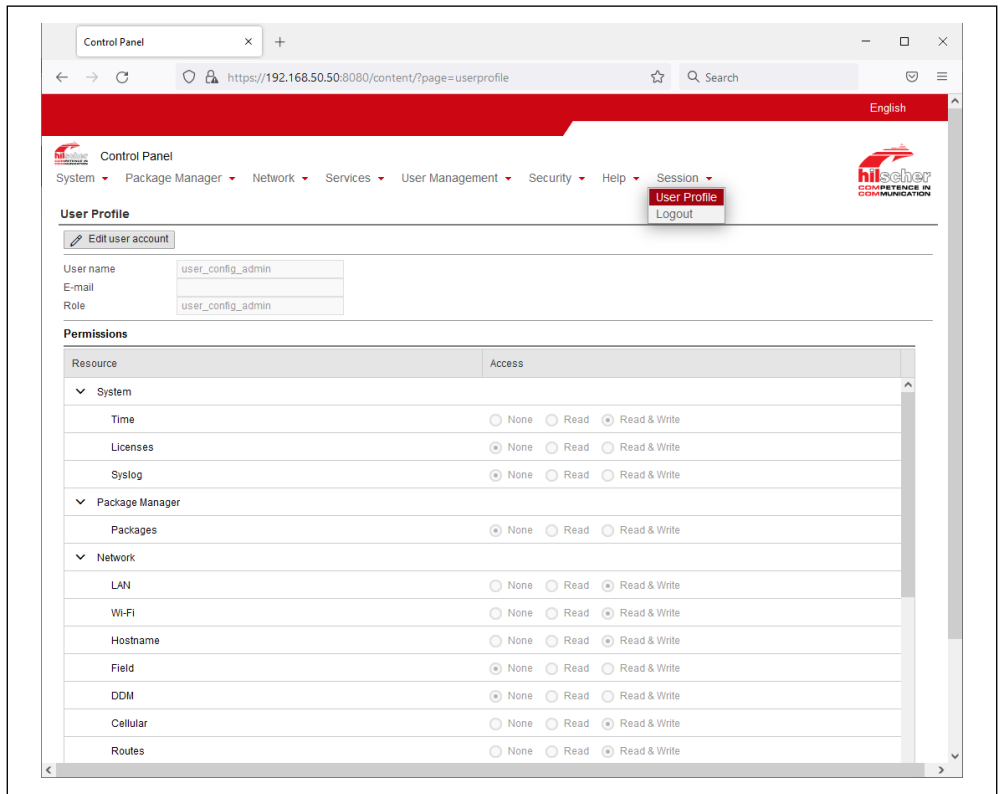 Control Panel
https://192.168.50.50:8080/content/?page=userprofile
Search
English
hilscher
COMPETENCE IN
COMMUNICATION
Control Panel
hilscher
COMPETENCE IN
COMMUNICATION
System Package Manager Network Services User Management Security Help Session
User Profile
Logout
User Profile
Edit user account
User name user_config_admin
E-mail
Role user_config_admin
Permissions
Resource Access
System
Time None Read Read & Write
Licenses None Read Read & Write
Syslog None Read Read & Write
Package Manager
Packages None Read Read & Write
Network
LAN None Read Read & Write
Wi-Fi None Read Read & Write
Hostname None Read Read & Write
Field None Read Read & Write
DDM None Read Read & Write
Cellular None Read Read & Write
Routes None Read Read & Write